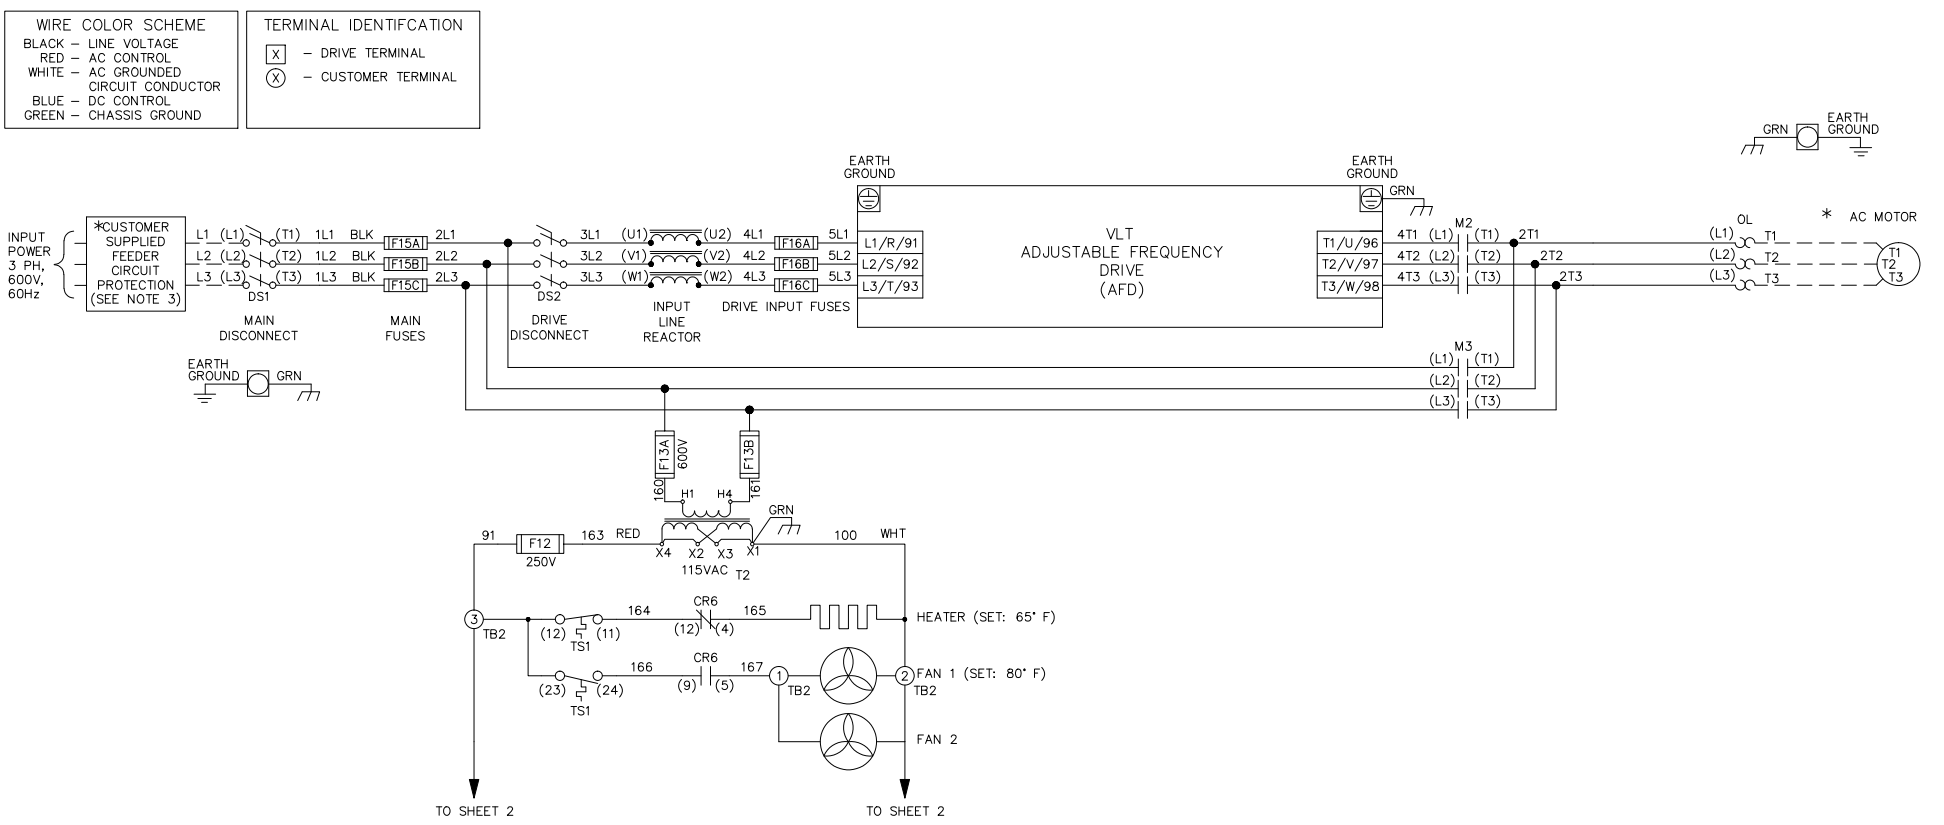 WIRE COLOR SCHEME
BLACK – LINE VOLTAGE
RED – AC CONTROL
WHITE – AC GROUNDED
CIRCUIT CONDUCTOR
BLUE – DC CONTROL
GREEN – CHASSIS GROUND
TERMINAL IDENTIFCATION
X – DRIVE TERMINAL
X – CUSTOMER TERMINAL
GRN
EARTH
GROUND
INPUT
POWER
3 PH,
600V,
60Hz
*CUSTOMER
SUPPLIED
FEEDER
CIRCUIT
PROTECTION
(SEE NOTE 3)
L1 (L1) (T1) 1L1 BLK F15A 2L1
L2 (L2) (T2) 1L2 BLK F15B 2L2
L3 (L3) (T3) 1L3 BLK F15C 2L3
DS1
MAIN
DISCONNECT
MAIN
FUSES
3L1 (U1) (U2) 4L1 F16A 5L1
3L2 (V1) (V2) 4L2 F16B 5L2
3L3 (W1) (W2) 4L3 F16C 5L3
DS2
DRIVE
DISCONNECT
INPUT
LINE
REACTOR
DRIVE INPUT FUSES
EARTH
GROUND
L1/R/91
L2/S/92
L3/T/93
VLT
ADJUSTABLE FREQUENCY
DRIVE
(AFD)
EARTH
GROUND
GRN
T1/U/96
T2/V/97
T3/W/98
M2
4T1 (L1) (T1) 2T1
4T2 (L2) (T2) 2T2
4T3 (L3) (T3) 2T3
OL
(L1) T1
(L2) T2
(L3) T3
* AC MOTOR
T1
T2
T3
M3
(L1) (T1)
(L2) (T2)
(L3) (T3)
EARTH
GROUND
GRN
F13A
600V
F13B
160
161
H1 H4
GRN
91 F12 163 RED
250V
X4 X2 X3 X1
115VAC T2
100 WHT
3
TB2
(12) (11)
TS1
164
CR6
(12) (4)
165
HEATER (SET: 65° F)
(23) (24)
TS1
166
CR6
(9) (5)
167
1
TB2
2
TB2
FAN 1 (SET: 80° F)
FAN 2
TO SHEET 2
TO SHEET 2